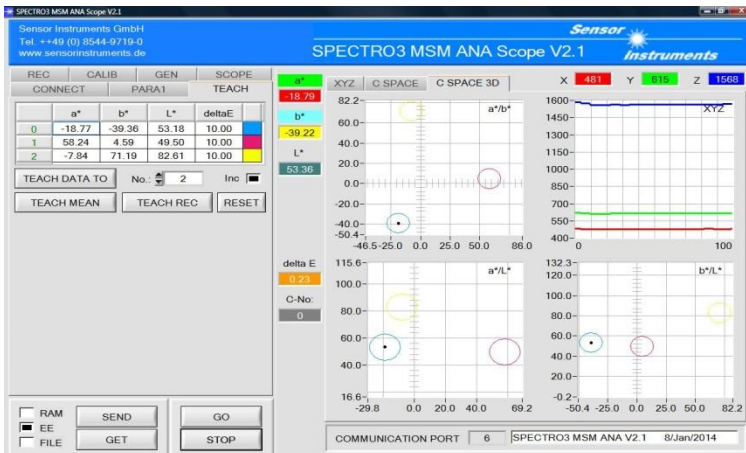 SPECTRO3 MSM ANA Scope V2.1
Sensor Instruments GmbH
Tel. ++49 (0) 8544-9719-0
www.sensorinstruments.de
SPECTRO3 MSM ANA Scope V2.1
Sensor
Instruments
REC CALIB GEN SCOPE
CONNECT PARA1 TEACH
a* b* L* deltaE
0 -18.77 -39.36 53.18 10.00
1 58.24 4.59 49.50 10.00
2 -7.84 71.19 82.61 10.00
TEACH DATA TO No.: 2 Inc
TEACH MEAN TEACH REC RESET
RAM
EE
FILE
SEND
GET
GO
STOP
a*
-18.79
b*
-39.22
L*
53.36
delta E
0.23
C-No:
0
XYZ C SPACE C SPACE 3D
X 481 Y 615 Z 1568
82.2
60.0
40.0
20.0
0.0
-20.0
-40.0
-50.4
-46.5 -25.0 0.0 25.0 50.0 86.0
a*/b*
1600
1450
1300
1150
1000
850
700
550
400
0 100
XYZ
115.6
100.0
80.0
60.0
40.0
16.6
-29.8 0.0 20.0 40.0 69.2
a*/L*
132.3
120.0
100.0
80.0
60.0
40.0
20.0
-0.2
-50.4 -25.0 0.0 25.0 50.0 82.2
b*/L*
COMMUNICATION PORT 6 SPECTRO3 MSM ANA V2.1 8/Jan/2014